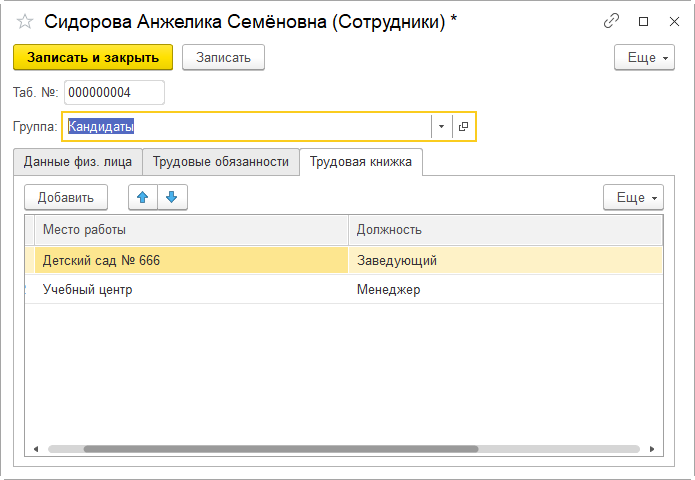 Сидорова Анжелика Семёновна (Сотрудники) *
Записать и закрыть Записать Еще
Таб. №: 000000004
Группа: Кандидаты
Данные физ. лица Трудовые обязанности Трудовая книжка
Добавить Еще
Место работы Должность
Детский сад № 666 Заведующий
Учебный центр Менеджер